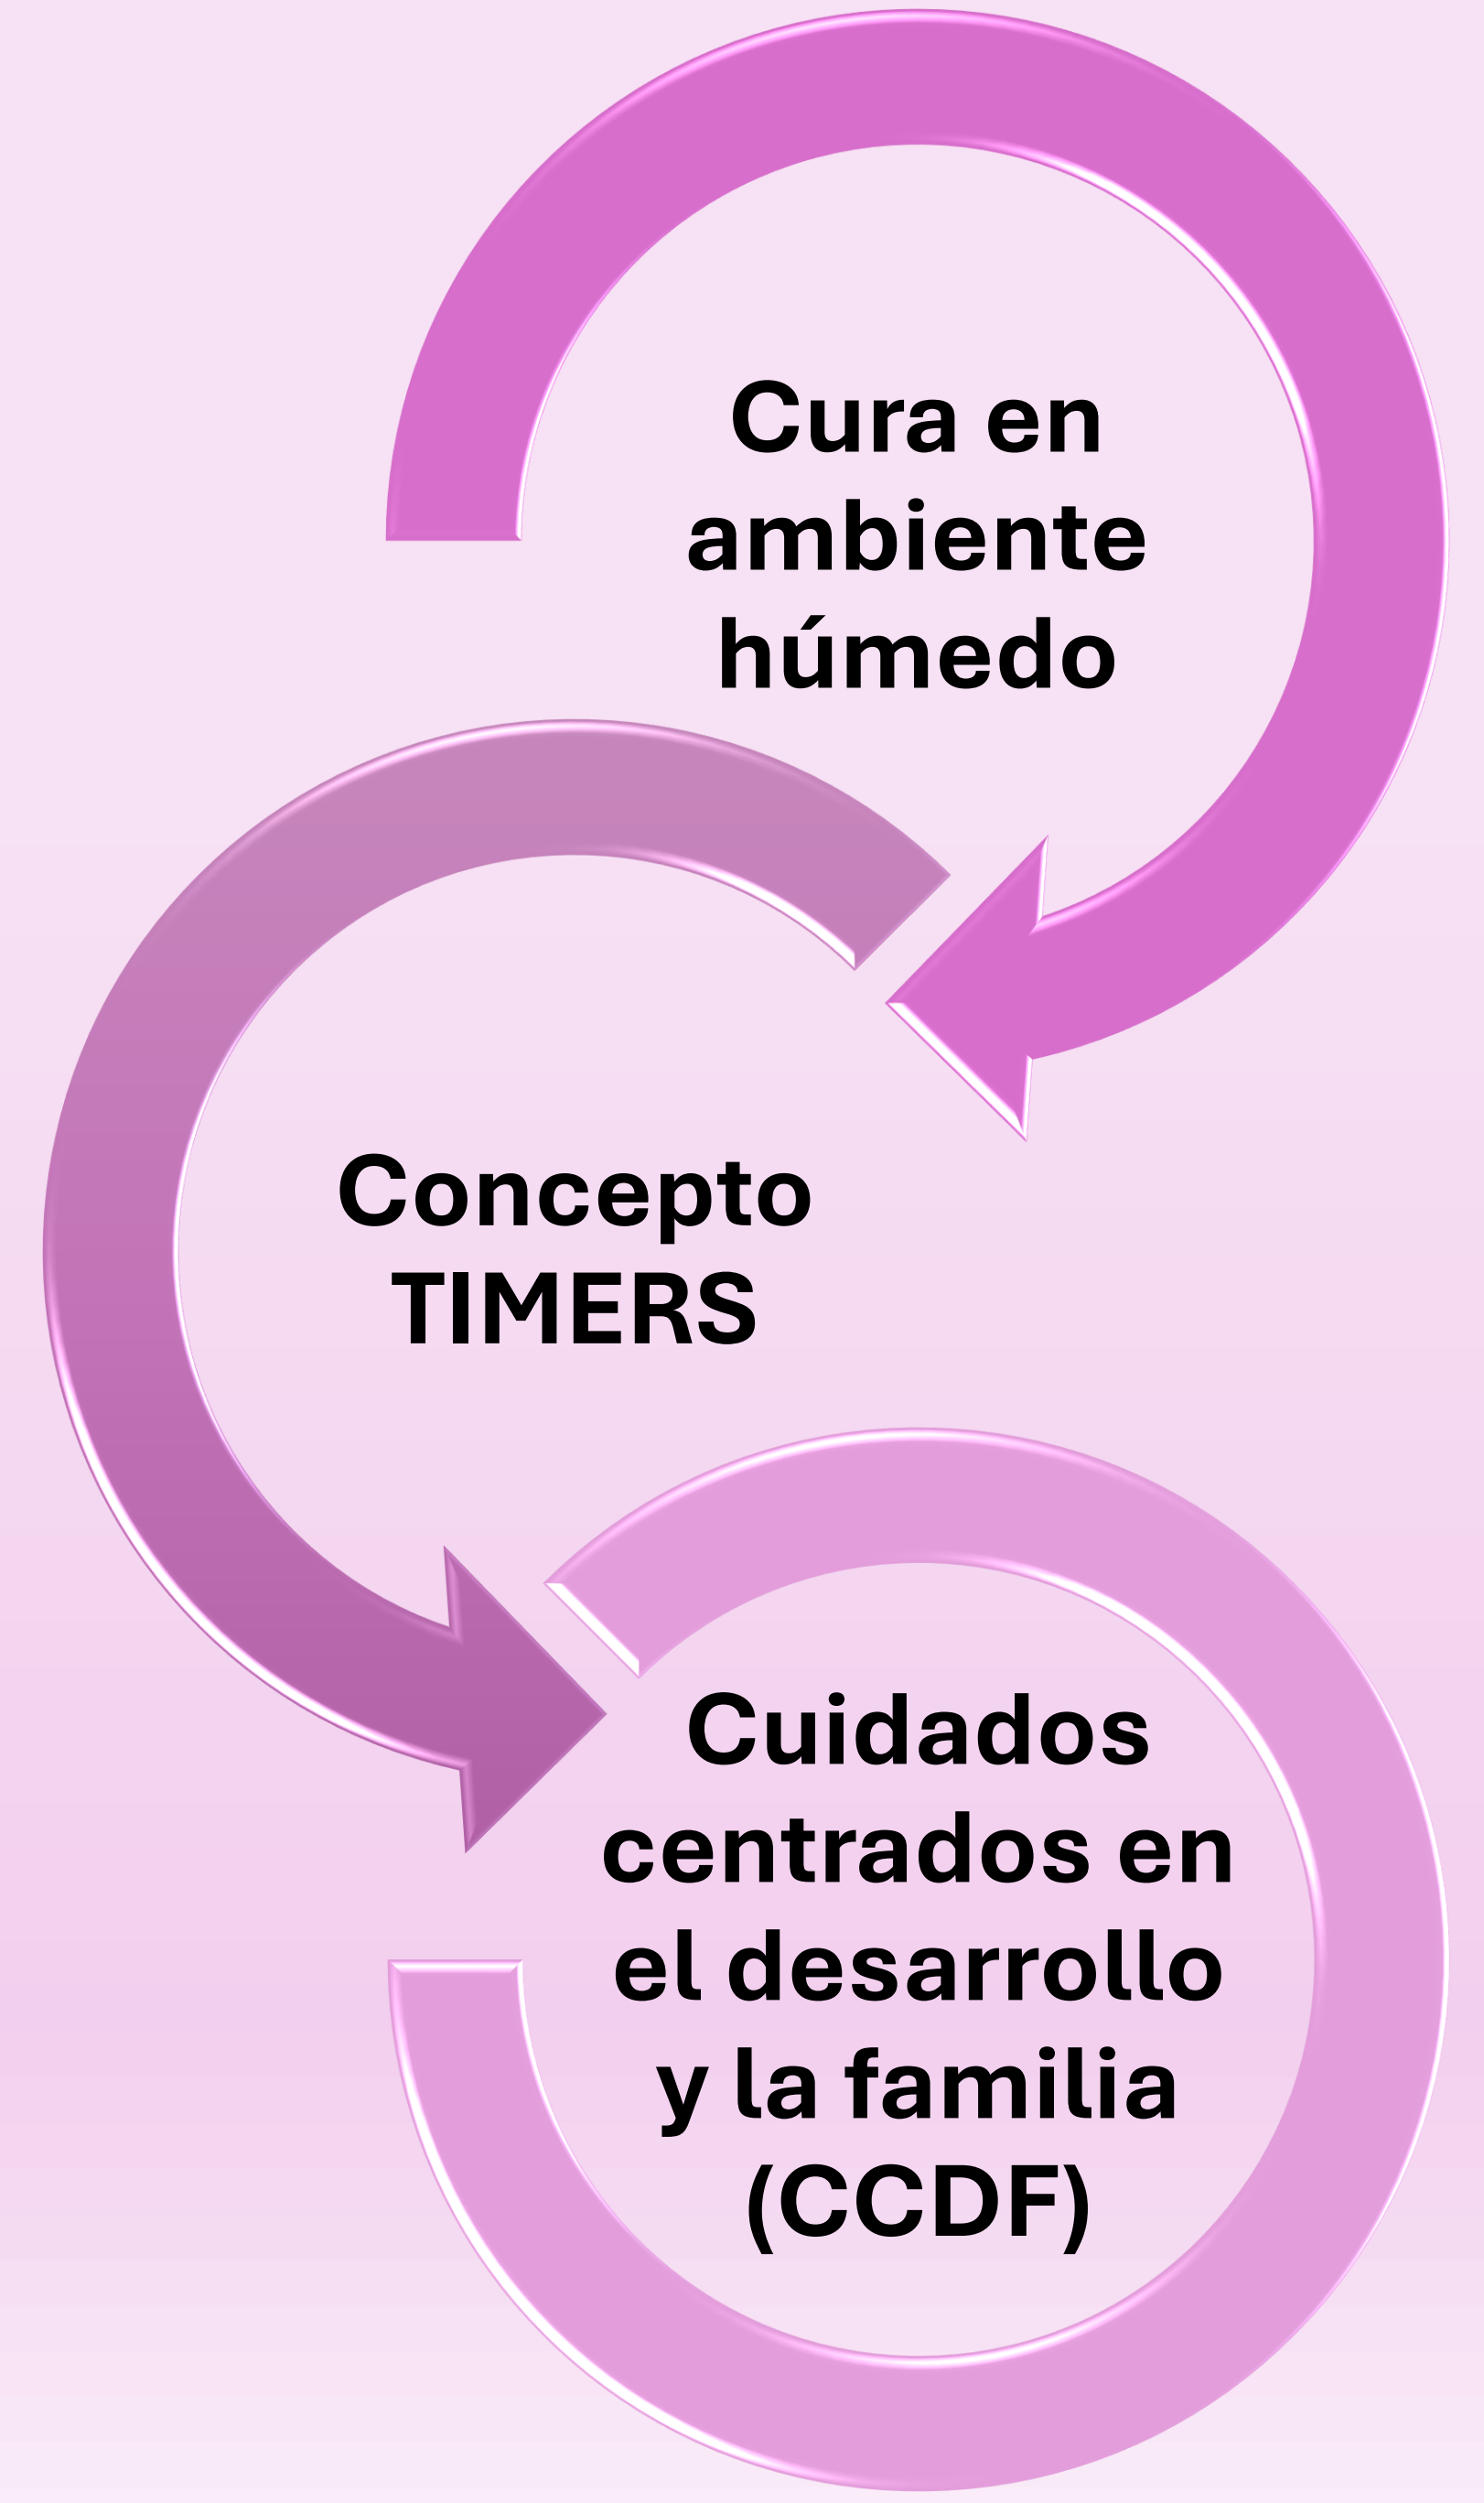 Cura en
ambiente
húmedo
Concepto
TIMERS
Cuidados
centrados en
el desarrollo
y la familia
(CCDF)